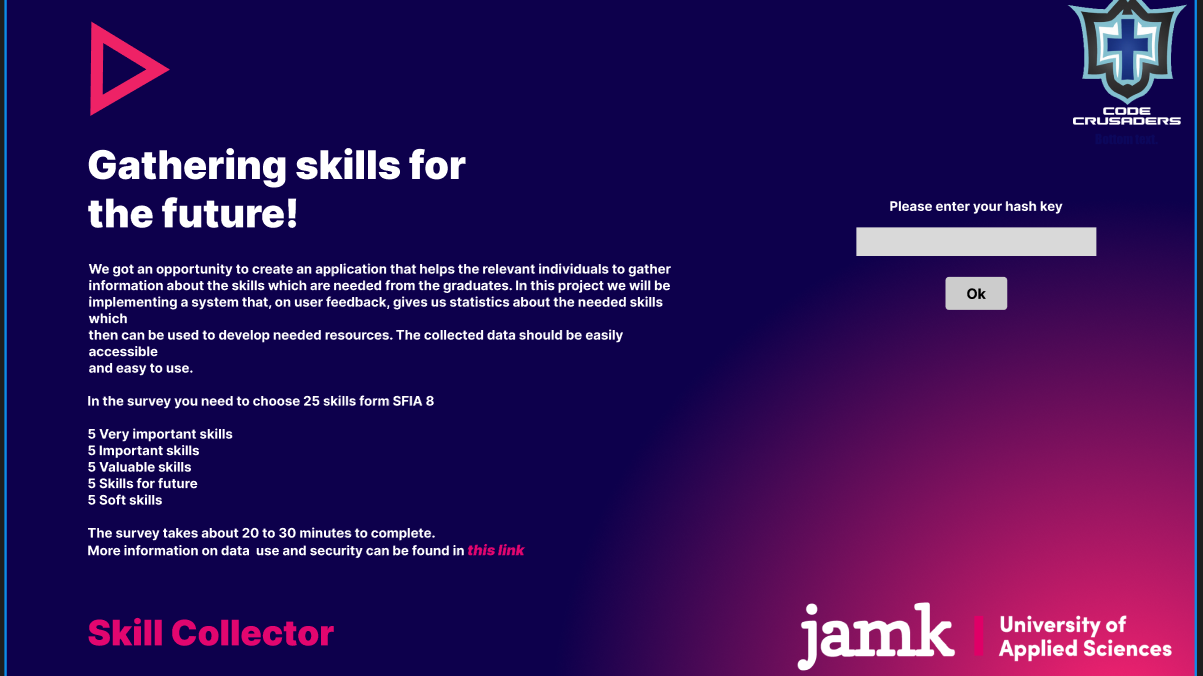 CODE
CRUSADERS
Gathering skills for
the future!
Please enter your hash key
Ok
We got an opportunity to create an application that helps the relevant individuals to gather
information about the skills which are needed from the graduates. In this project we will be
implementing a system that, on user feedback, gives us statistics about the needed skills
which
then can be used to develop needed resources. The collected data should be easily
accessible
and easy to use.
In the survey you need to choose 25 skills form SFIA 8
5 Very important skills
5 Important skills
5 Valuable skills
5 Skills for future
5 Soft skills
The survey takes about 20 to 30 minutes to complete.
More information on data  use and security can be found in this link
Skill Collector
jamk
University of
Applied Sciences